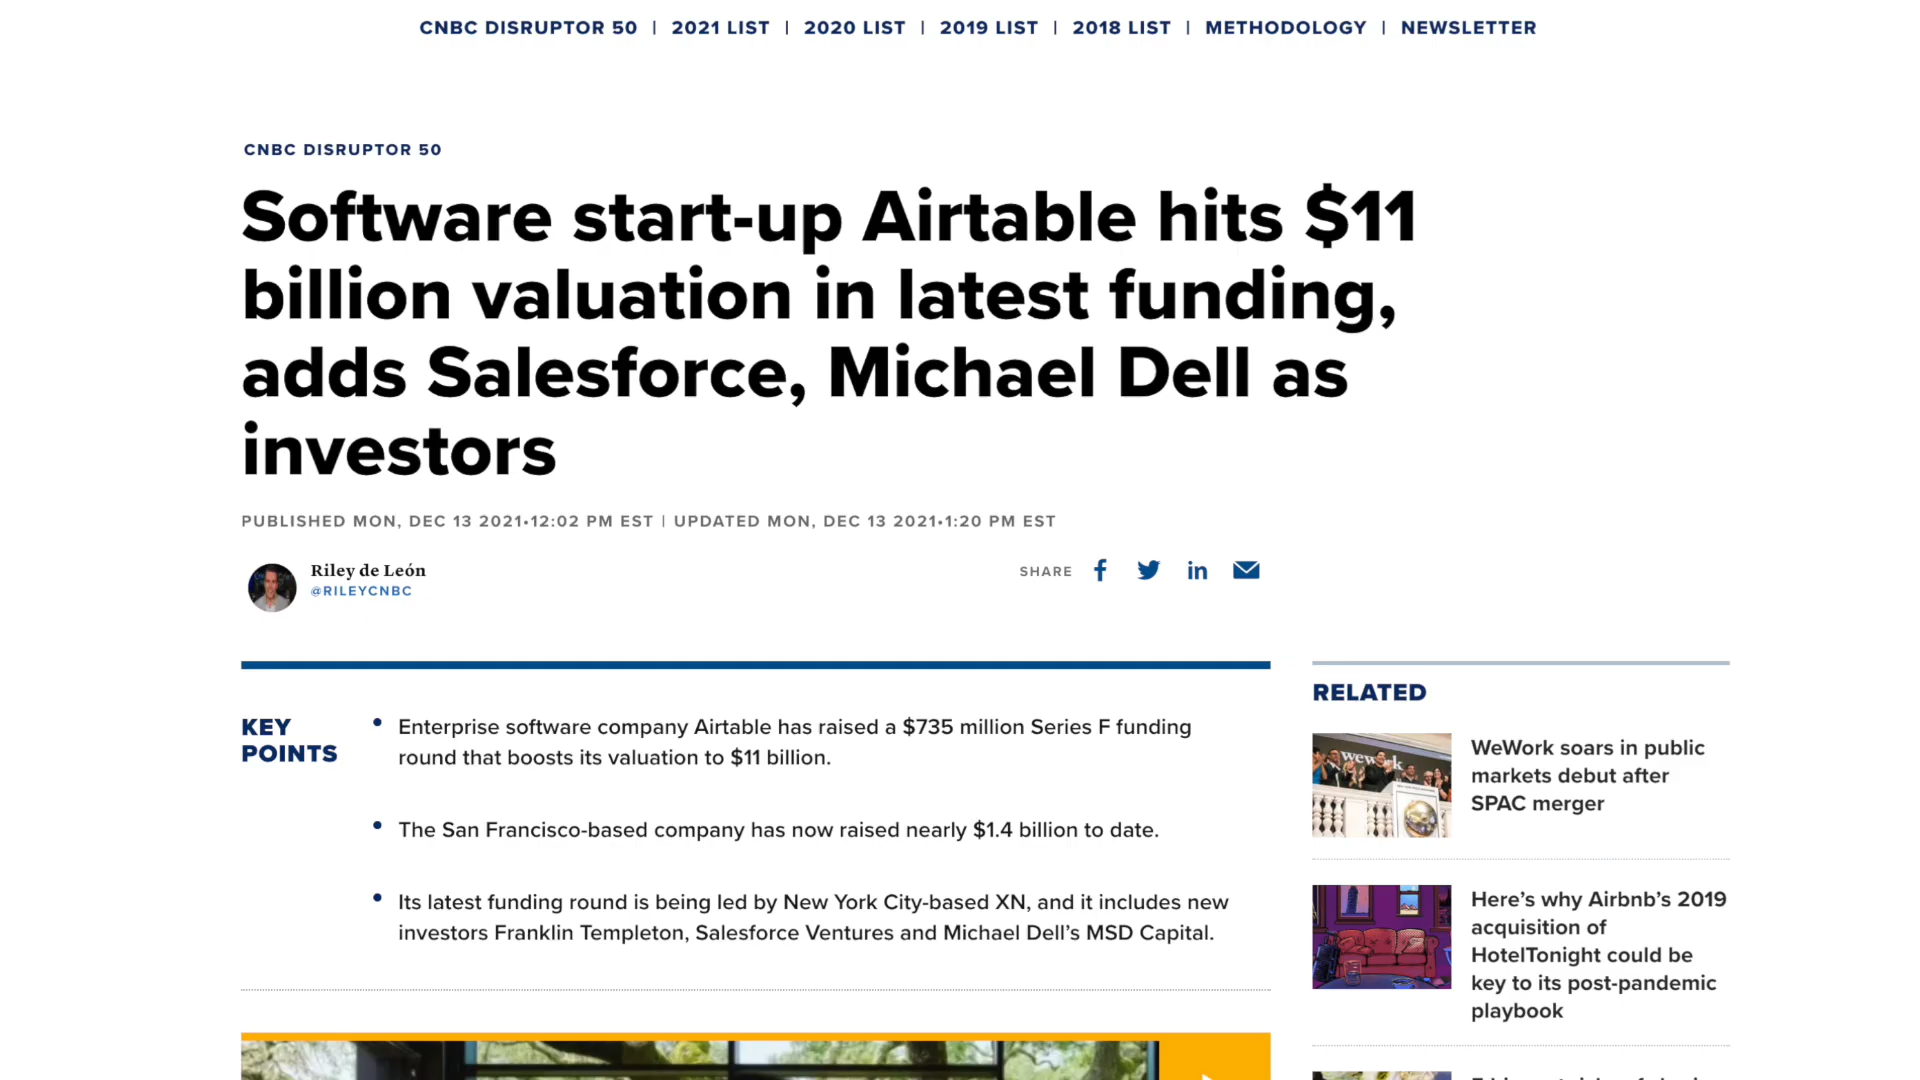 CNBC DISRUPTOR 50 | 2021 LIST | 2020 LIST | 2019 LIST | 2018 LIST | METHODOLOGY | NEWSLETTER
CNBC DISRUPTOR 50
Software start-up Airtable hits $11
billion valuation in latest funding,
adds Salesforce, Michael Dell as
investors
PUBLISHED MON, DEC 13 2021•12:02 PM EST | UPDATED MON, DEC 13 2021•1:20 PM EST
Riley de León
@RILEYCNBC
SHARE
KEY
POINTS
• Enterprise software company Airtable has raised a $735 million Series F funding
round that boosts its valuation to $11 billion.
• The San Francisco-based company has now raised nearly $1.4 billion to date.
• Its latest funding round is being led by New York City-based XN, and it includes new
investors Franklin Templeton, Salesforce Ventures and Michael Dell’s MSD Capital.
RELATED
wework
WeWork soars in public
markets debut after
SPAC merger
Here’s why Airbnb’s 2019
acquisition of
HotelTonight could be
key to its post-pandemic
playbook